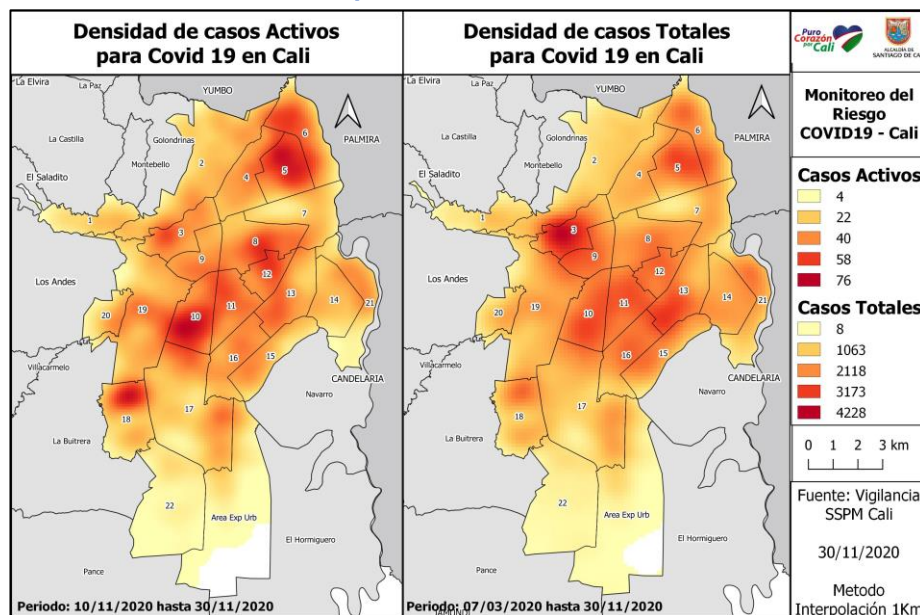 Densidad de casos Activos
para Covid 19 en Cali
La Elvira
La Paz
YUMBO
La Castilla
Golondrinas
Montebello
El Saladito
PALMIRA
6
2
4
5
1
7
3
8
9
12
Los Andes
11
13
14
21
20
19
10
16
15
Villacarmelo
CANDELARIA
Navarro
18
17
La Buitrera
22
Area Exp Urb
El Hormiguero
Pance
Periodo: 10/11/2020 hasta 30/11/2020
Densidad de casos Totales
para Covid 19 en Cali
La Elvira
La Paz
YUMBO
La Castilla
Golondrinas
Montebello
El Saladito
PALMIRA
6
2
4
5
1
7
3
8
9
12
Los Andes
11
13
14
21
20
19
10
16
15
Villacarmelo
CANDELARIA
Navarro
18
17
La Buitrera
22
Area Exp Urb
El Hormiguero
Pance
Periodo: 07/03/2020 hasta 30/11/2020
Puro
Corazón
por Cali
ALCALDÍA DE
SANTIAGO DE CA
Monitoreo del
Riesgo
COVID19 - Cali
Casos Activos
4
22
40
58
76
Casos Totales
8
1063
2118
3173
4228
0 1 2 3 km
Fuente: Vigilancia
SSPM Cali
30/11/2020
Metodo
Interpolación 1Km